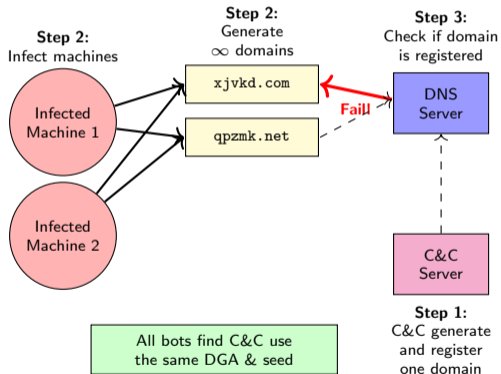 Step 2:
Infect machines
Step 2:
Generate
∞ domains
Step 3:
Check if domain
is registered
Infected
Machine 1
xjvkd.com
Fail!
DNS
Server
qpzmk.net
Infected
Machine 2
C&C
Server
Step 1:
C&C generate
and register
one domain
All bots find C&C use
the same DGA & seed